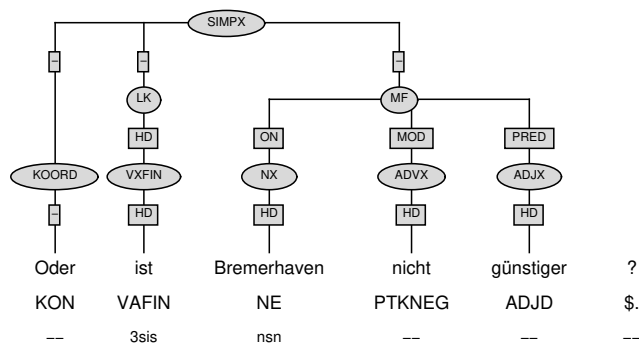 SIMPX
– – –
LK MF
HD ON MOD PRED
KOORD VXFIN NX ADVX ADJX
– HD HD HD HD
Oder ist Bremerhaven nicht günstiger ?
KON VAFIN NE PTKNEG ADJD $.
-- 3sis nsn -- -- --